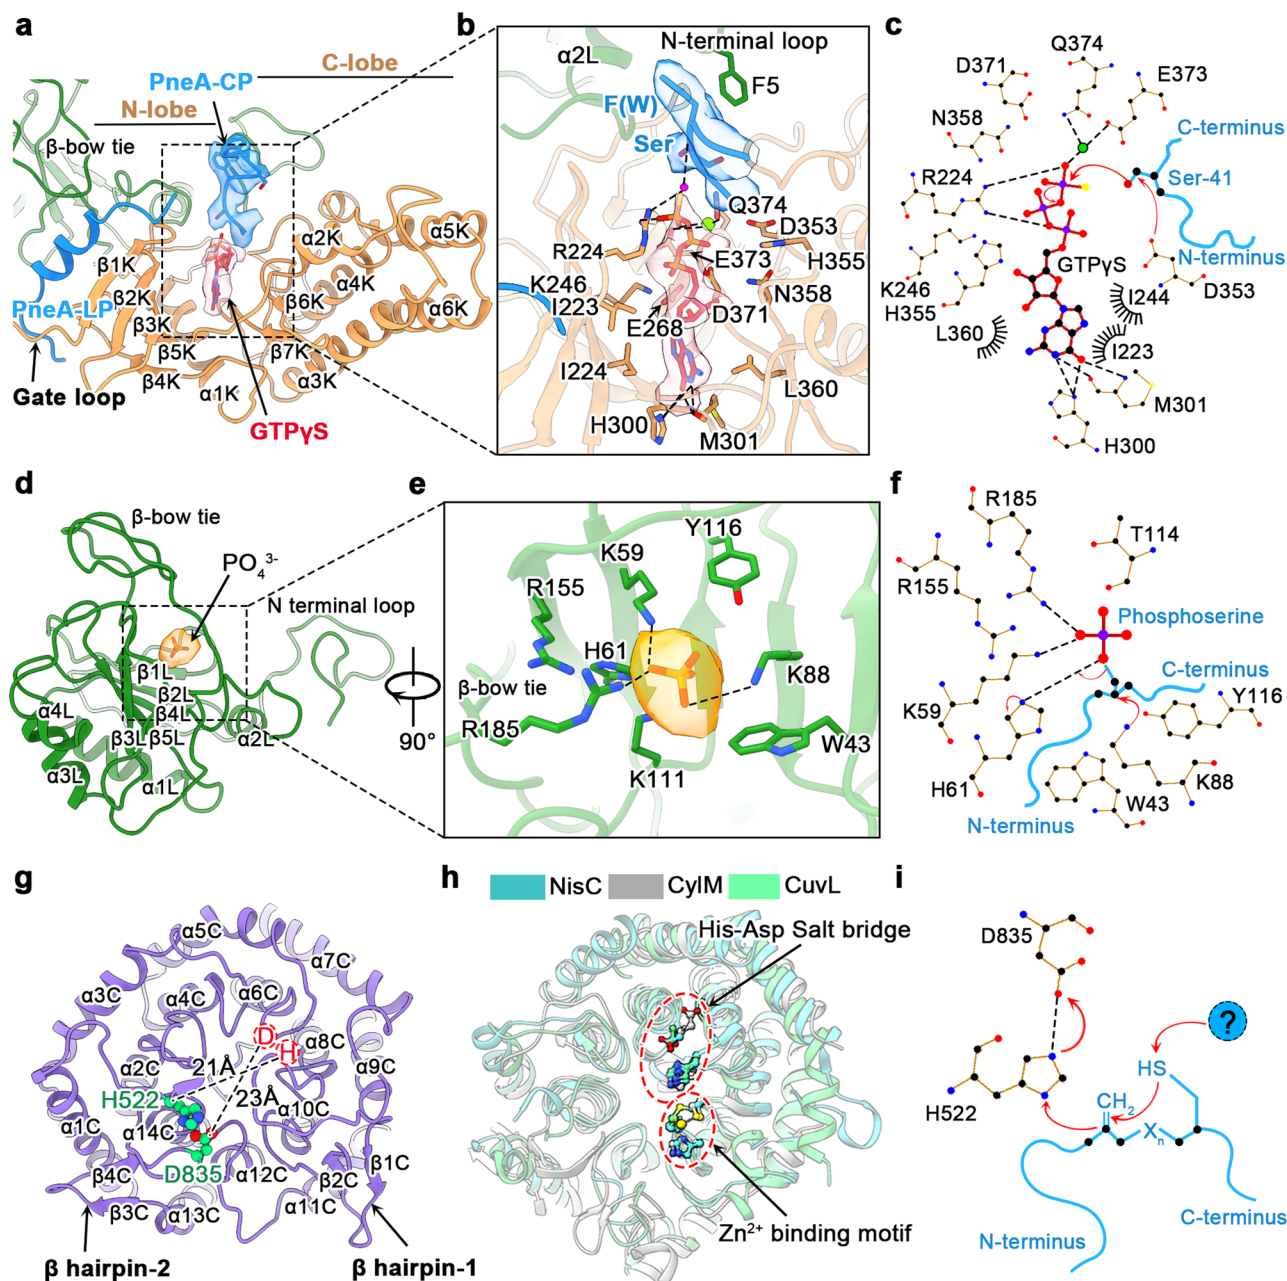 a
PneA-CP
C-lobe
N-lobe
β-bow tie
α2K
α5K
β1K
α4K
β2K
β6K
PneA-LP
α6K
β3K
β5K
β7K
β4K
α3K
α1K
Gate loop
GTPγS
b
N-terminal loop
α2L
F5
F(W)
Ser
Q374
D353
R224
E373
H355
K246
N358
I223
D371
E268
I224
L360
H300
M301
c
Q374
D371
E373
N358
C-terminus
R224
Ser-41
GTPγS
N-terminus
K246
I244
D353
H355
L360
I223
M301
H300
d
β-bow tie
PO₄³⁻
N terminal loop
β1L
β2L
α4L
β4L
β3L
β5L
α2L
α3L
α1L
90°
e
Y116
K59
R155
H61
β-bow tie
K88
R185
W43
K111
f
R185
T114
R155
Phosphoserine
C-terminus
Y116
K59
H61
K88
W43
N-terminus
g
α5C
α7C
α3C
α6C
α4C
D
H
α8C
α2C
α9C
21Å
H522
23Å
α10C
α1C
α14C
β4C
D835
α12C
β1C
β2C
β3C
α13C
α11C
β hairpin-2
β hairpin-1
h
NisC
CylM
CuvL
His-Asp Salt bridge
Zn²⁺ binding motif
i
D835
?
HS
H522
CH₂
Xₙ
C-terminus
N-terminus